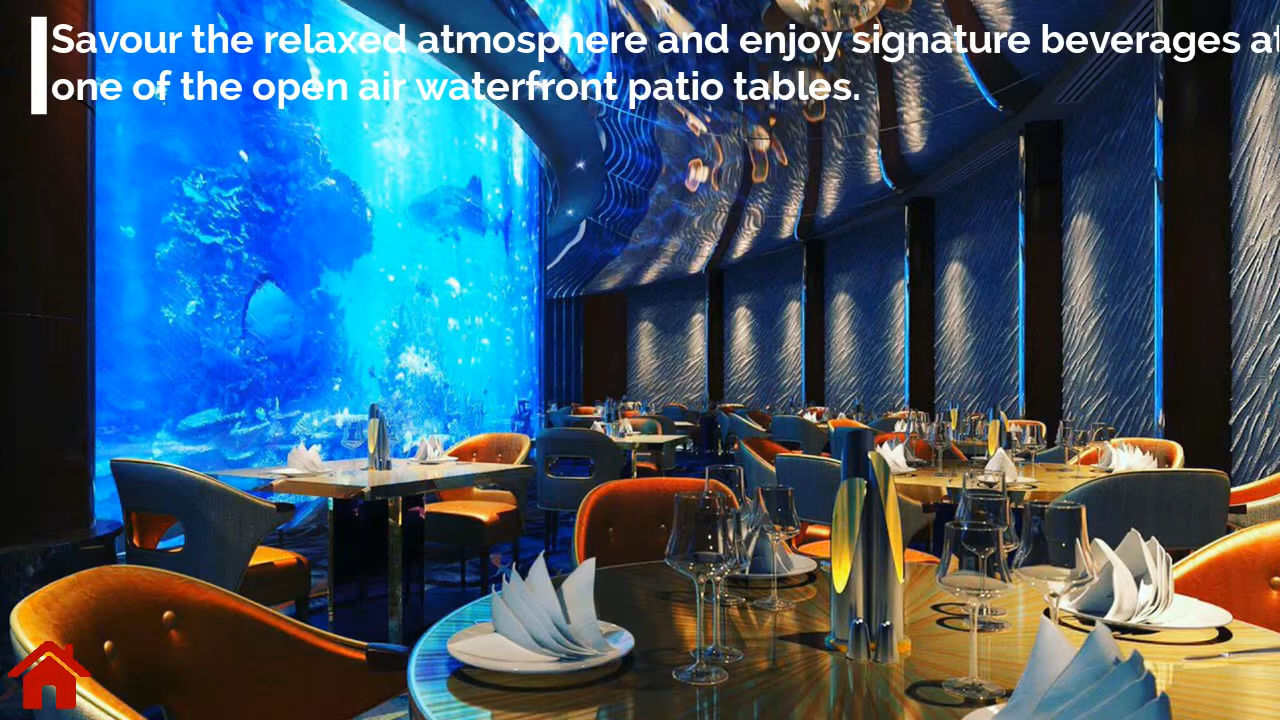 Savour the relaxed atmosphere and enjoy signature beverages at
one of the open air waterfront patio tables.